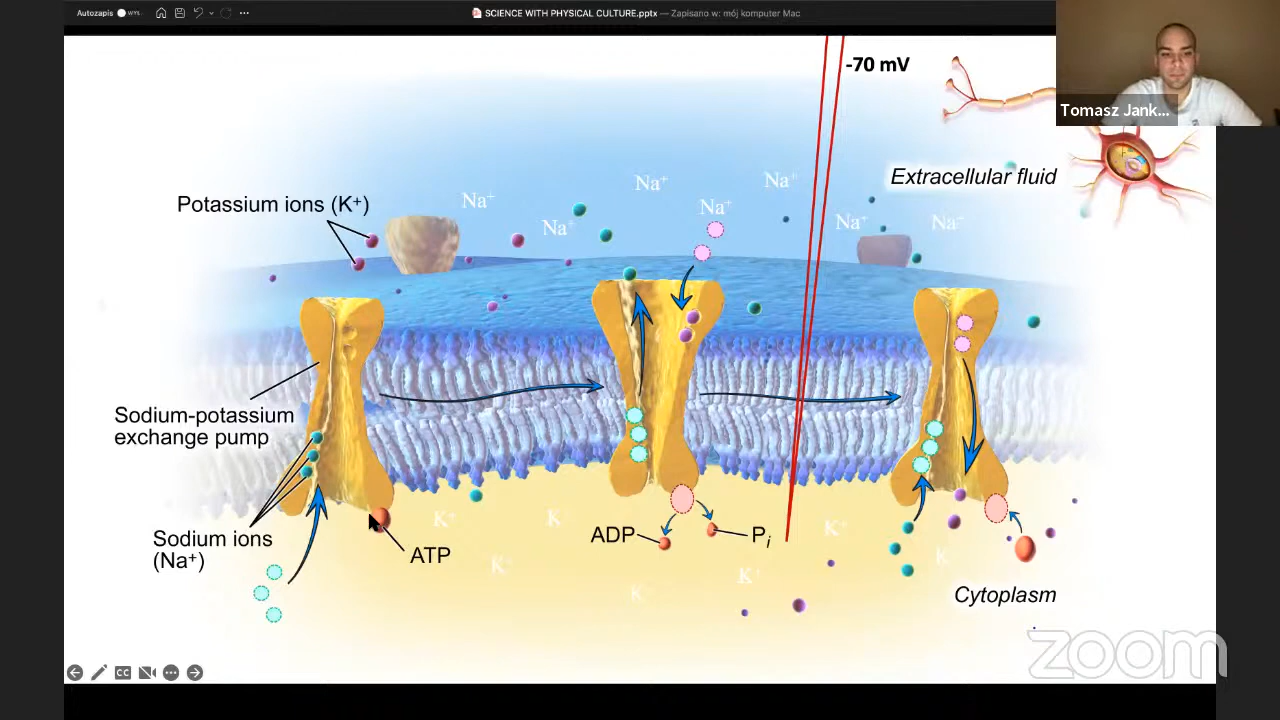 Autozapis
SCIENCE WITH PHYSICAL CULTURE.pptx — Zapisano w: mój komputer Mac
-70 mV
Tomasz Jank...
Extracellular fluid
Na⁺
Na⁺
Na⁺
Na⁺
Na⁺
Na⁺
Potassium ions (K⁺)
Sodium-potassium
exchange pump
Sodium ions
(Na⁺)
ATP
ADP
Pᵢ
K⁺
K⁺
Cytoplasm
CC
zoom